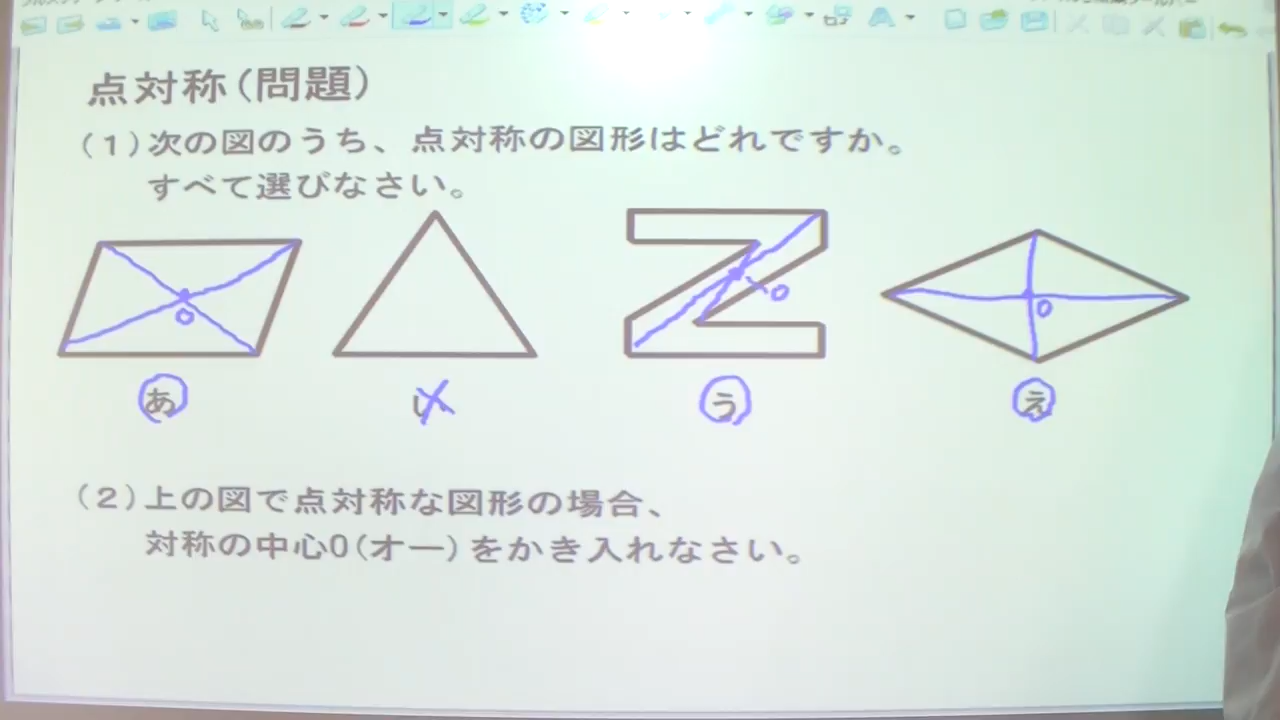 点対称(問題)
(1)次の図のうち、点対称の図形はどれですか。
すべて選びなさい。
O
O
O
あ
い
う
え
(2)上の図で点対称な図形の場合、
対称の中心O(オー)をかき入れなさい。